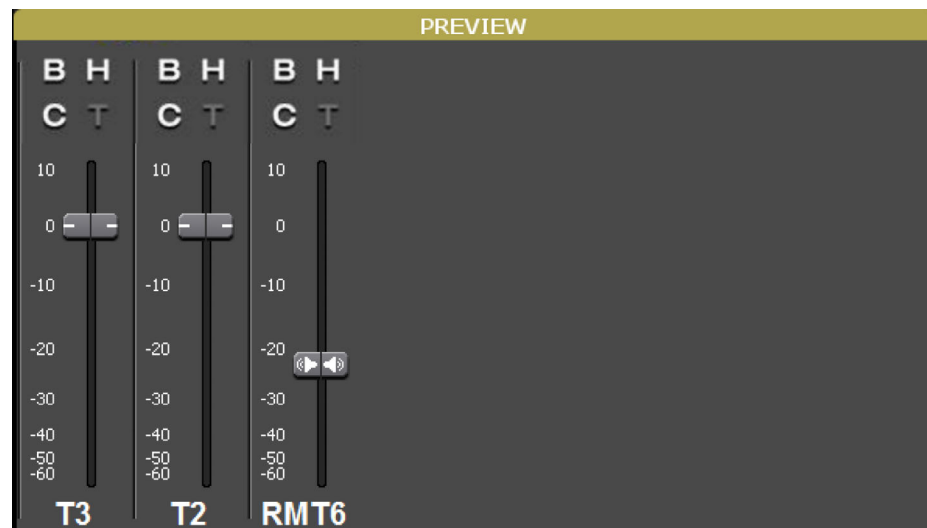 PREVIEW
B H B H B H
C T C T C T
10 10 10
0 0 0
-10 -10 -10
-20 -20 -20
-30 -30 -30
-40 -40 -40
-50 -50 -50
-60 -60 -60
T3 T2 RMT6